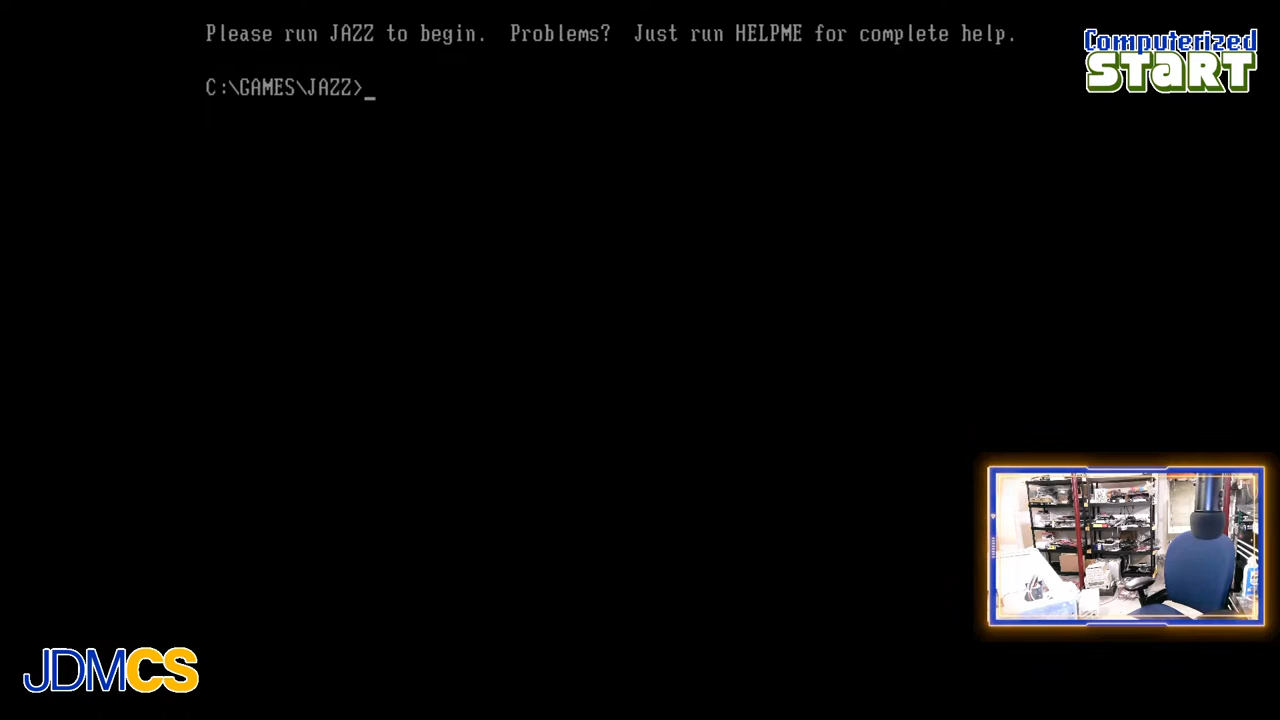 Please run JAZZ to begin.  Problems?  Just run HELPME for complete help.
Computerized
START
C:\GAMES\JAZZ>_
JDMCS